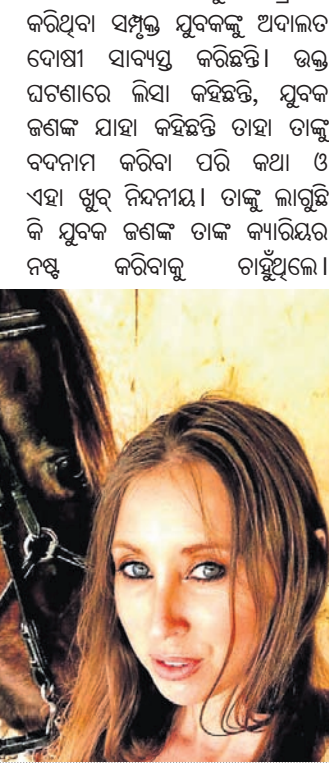 କରିଥିବା ସମ୍ପୃକ୍ତ ଯୁବକଙ୍କୁ ଅଦାଲତ
ଦୋଷୀ ସାବ୍ୟସ୍ତ କରିଛନ୍ତି। ଉକ୍ତ
ଘଟଣାରେ ଲିସା କହିଛନ୍ତି, ଯୁବକ
ଜଣଙ୍କ ଯାହା କହିଛନ୍ତି ତାହା ତାଙ୍କୁ
ବଦନାମ କରିବା ପରି କଥା ଓ
ଏହା ଖୁବ୍ ନିନ୍ଦନୀୟ। ତାଙ୍କୁ ଲାଗୁଛି
କି ଯୁବକ ଜଣଙ୍କ ତାଙ୍କ କ୍ୟାରିୟର
ନଷ୍ଟ କରିବାକୁ ଚାହୁଁଥିଲେ।